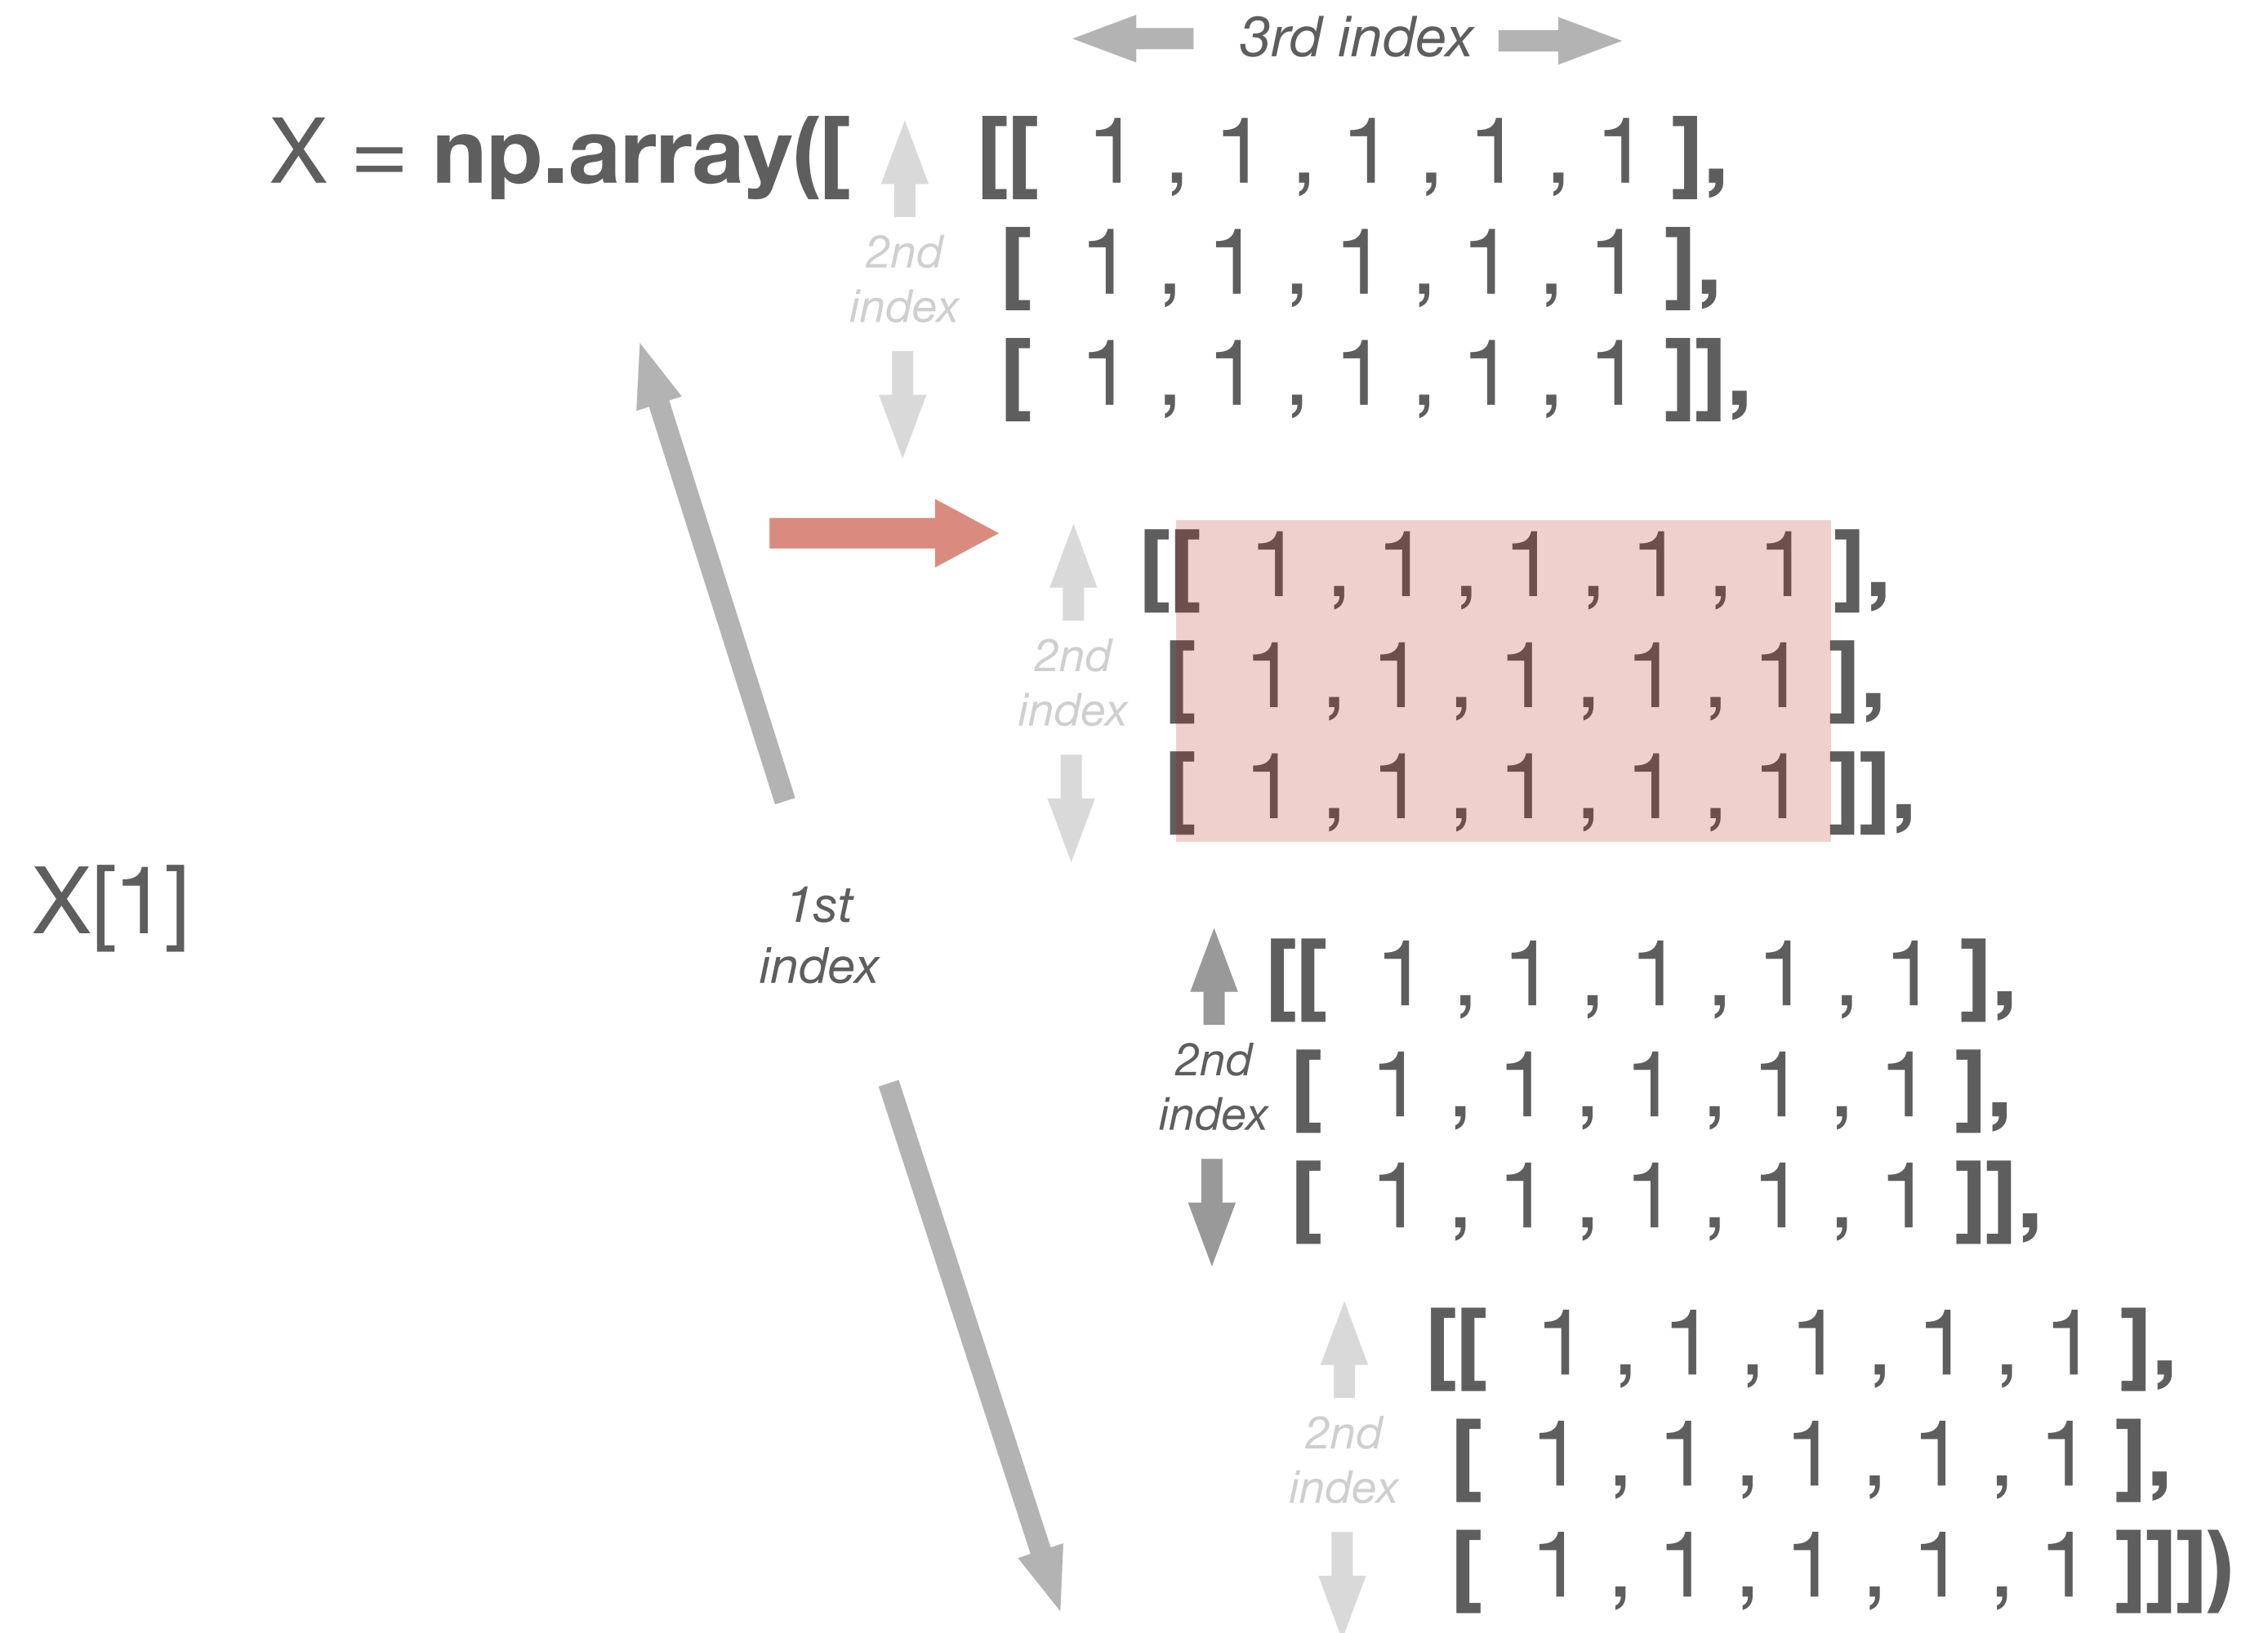 3rd index
X = np.array([ [[ 1 , 1 , 1 , 1 , 1 ],
[ 1 , 1 , 1 , 1 , 1 ],
[ 1 , 1 , 1 , 1 , 1 ]],
2nd
index
[[ 1 , 1 , 1 , 1 , 1 ],
[ 1 , 1 , 1 , 1 , 1 ],
[ 1 , 1 , 1 , 1 , 1 ]],
2nd
index
X[1]
1st
index
[[ 1 , 1 , 1 , 1 , 1 ],
[ 1 , 1 , 1 , 1 , 1 ],
[ 1 , 1 , 1 , 1 , 1 ]],
2nd
index
[[ 1 , 1 , 1 , 1 , 1 ],
[ 1 , 1 , 1 , 1 , 1 ],
[ 1 , 1 , 1 , 1 , 1 ]]])
2nd
index